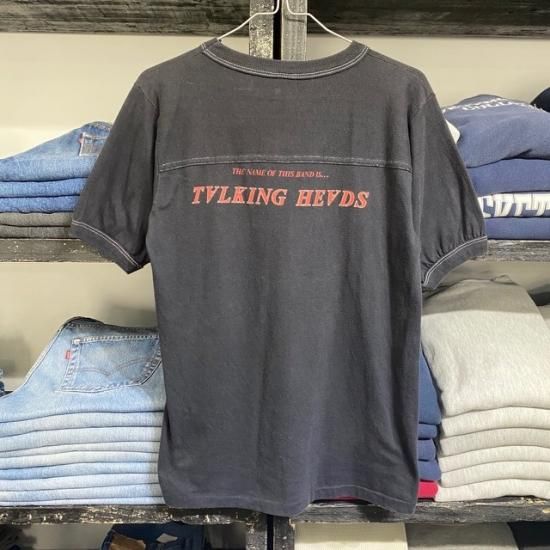 THE NAME OF THIS BAND IS...
TVLKING HEVDS